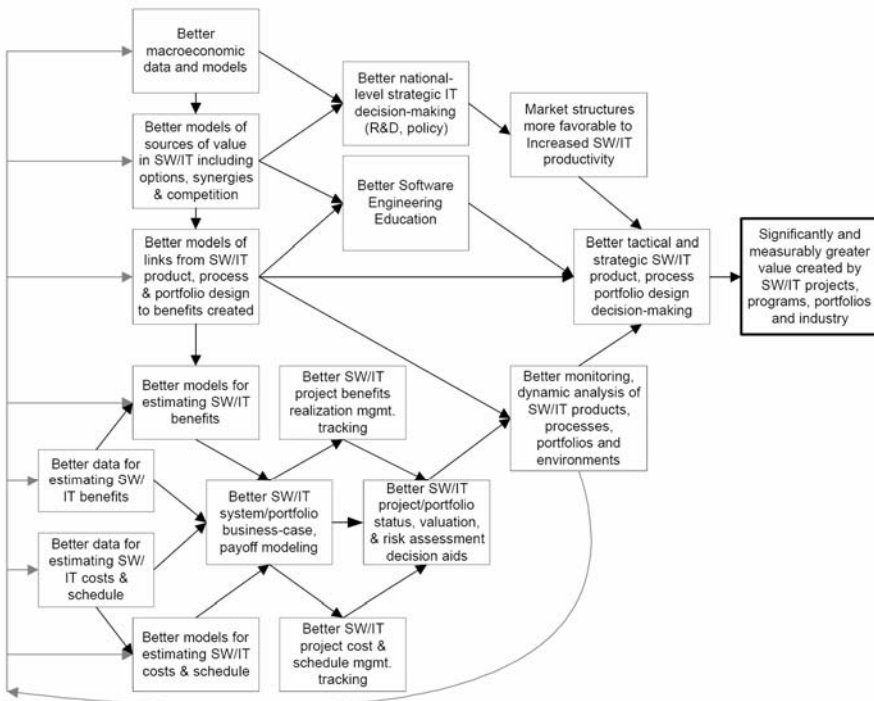 Better
macroeconomic
data and models
Better national-
level strategic IT
decision-making
(R&D, policy)
Market structures
more favorable to
Increased SW/IT
productivity
Better models of
sources of value
in SW/IT including
options, synergies
& competition
Better Software
Engineering
Education
Better models of
links from SW/IT
product, process
& portfolio design
to benefits created
Better tactical and
strategic SW/IT
product, process
portfolio design
decision-making
Significantly and
measurably greater
value created by
SW/IT projects,
programs, portfolios
and industry
Better models for
estimating SW/IT
benefits
Better SW/IT
project benefits
realization mgmt.
tracking
Better monitoring,
dynamic analysis of
SW/IT products,
processes,
portfolios and
environments
Better data for
estimating SW/
IT benefits
Better SW/IT
system/portfolio
business-case,
payoff modeling
Better SW/IT
project/portfolio
status, valuation,
& risk assessment
decision aids
Better data for
estimating SW/
IT costs &
schedule
Better models for
estimating SW/IT
costs & schedule
Better SW/IT
project cost &
schedule mgmt.
tracking